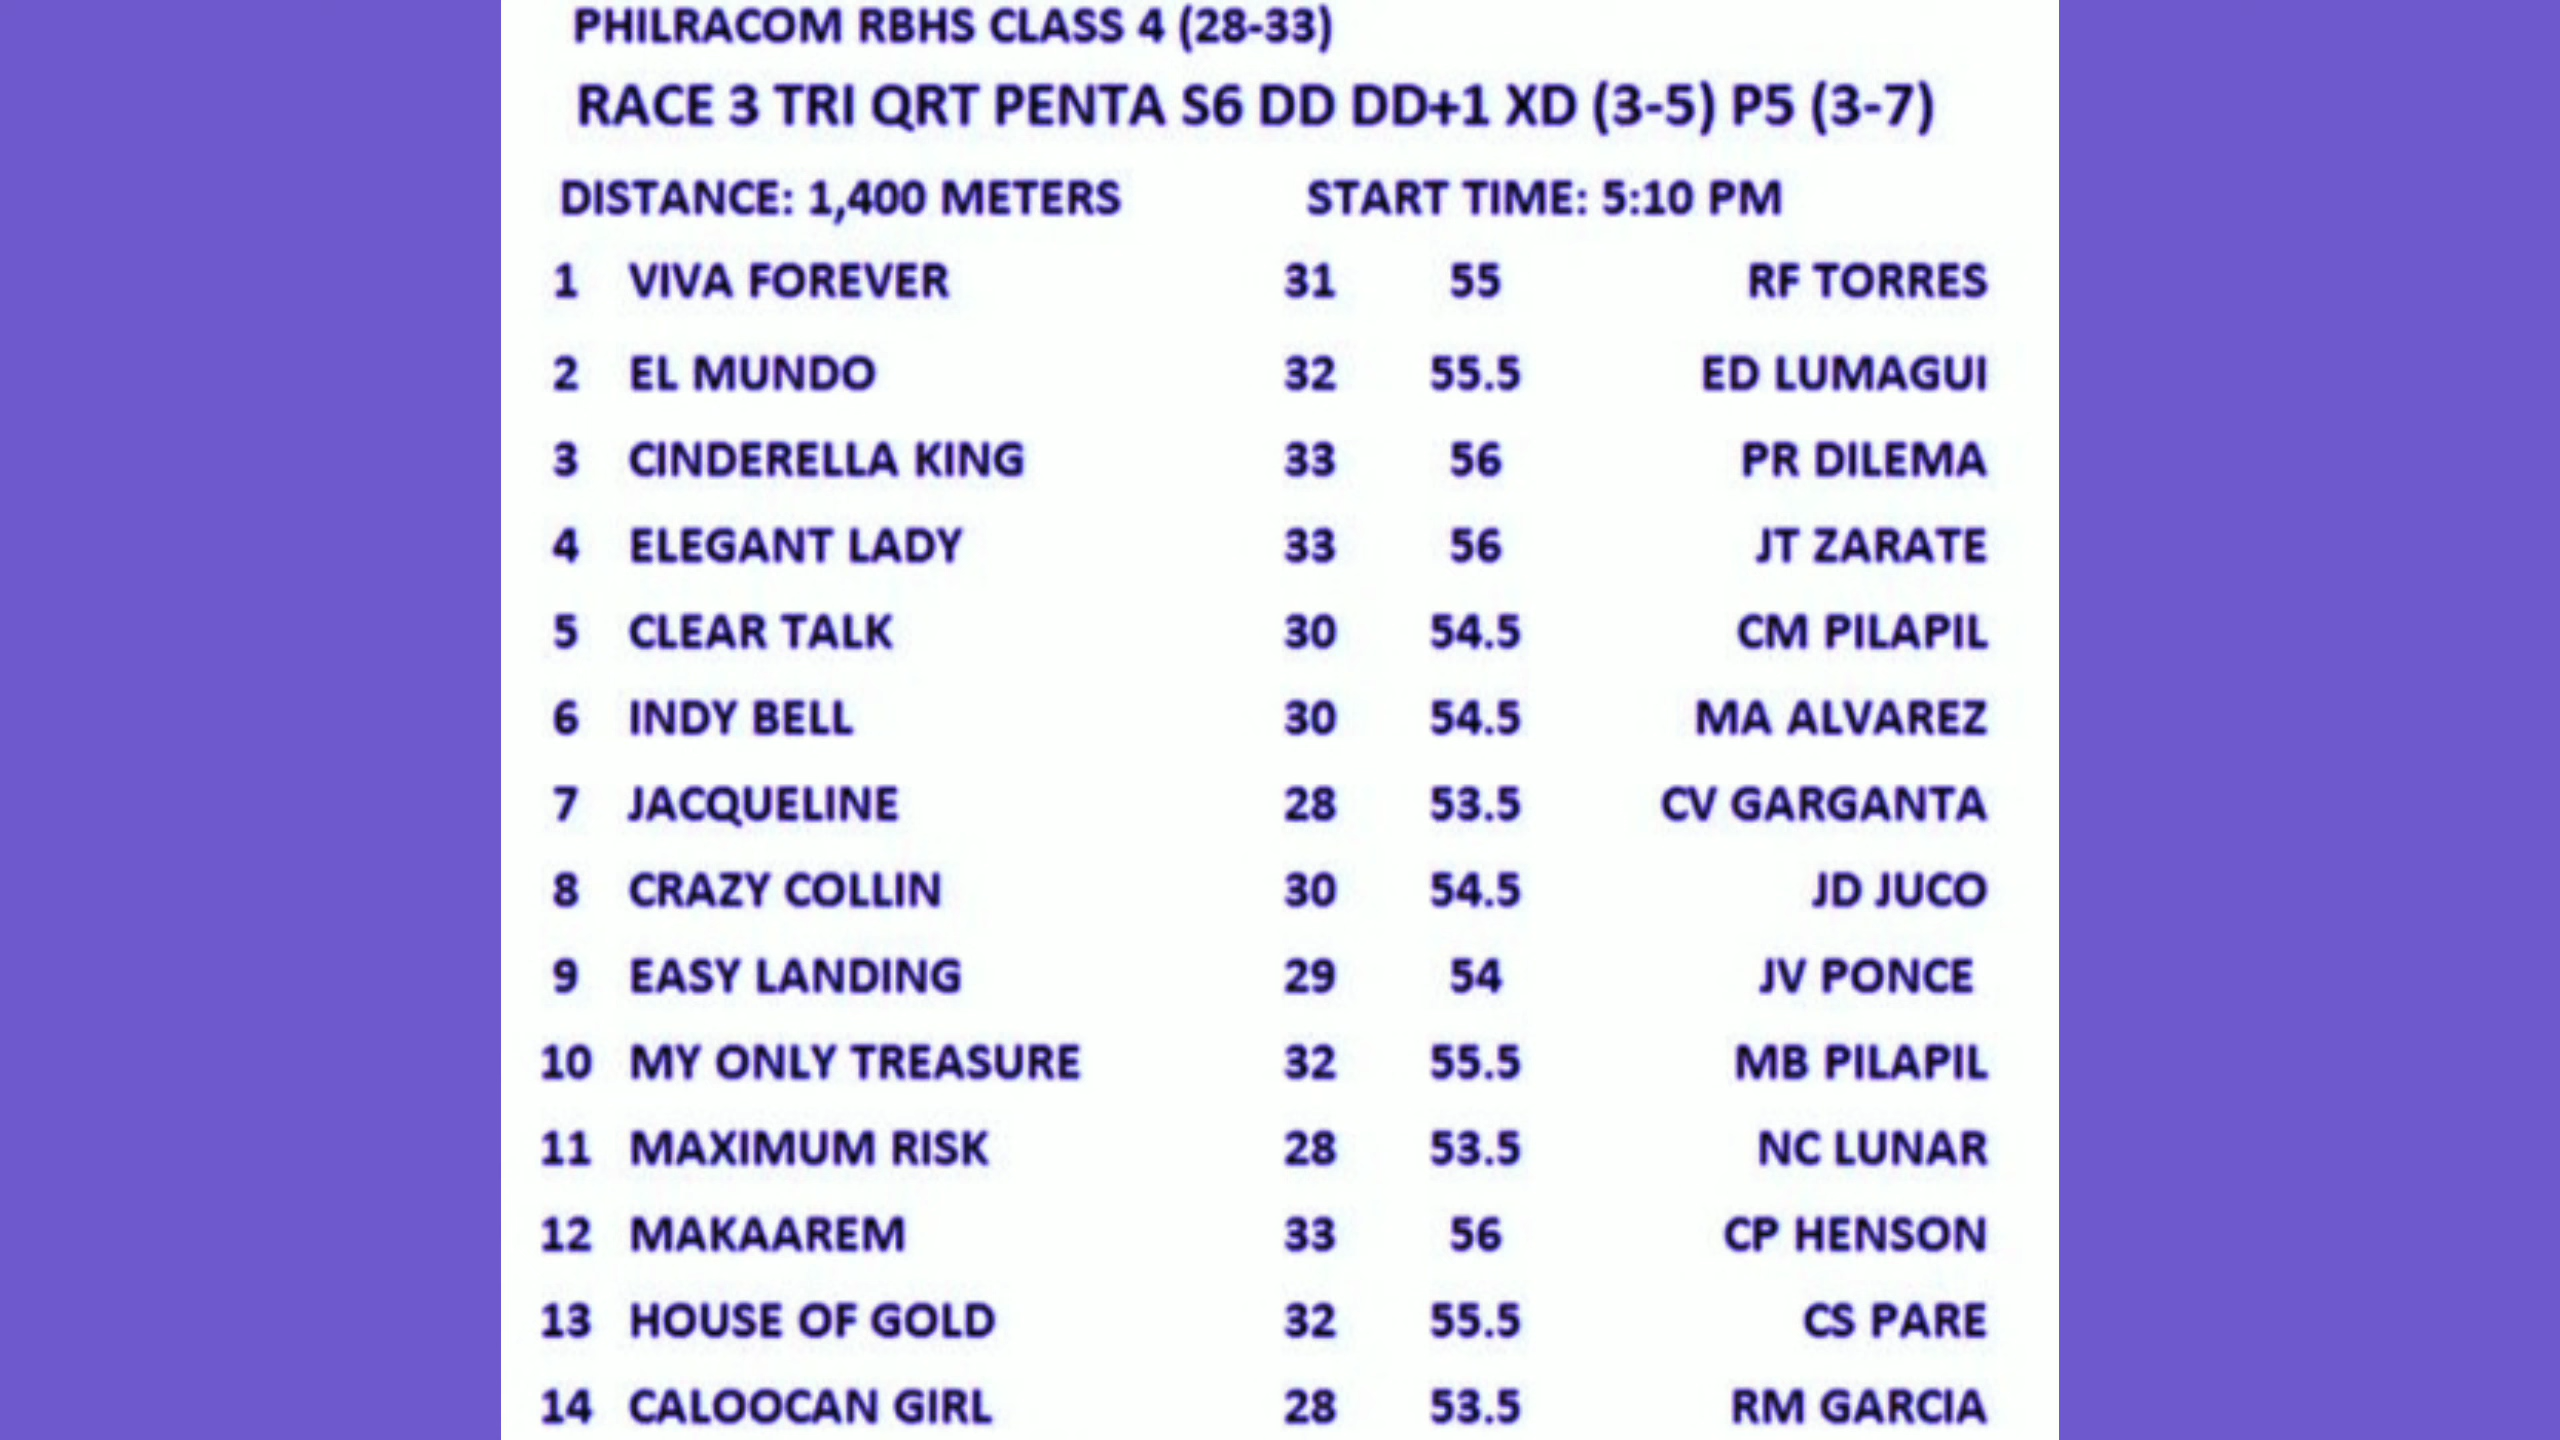 PHILRACOM RBHS CLASS 4 (28-33)
RACE 3 TRI QRT PENTA S6 DD DD+1 XD (3-5) P5 (3-7)
DISTANCE: 1,400 METERS START TIME: 5:10 PM
1 VIVA FOREVER 31 55 RF TORRES
2 EL MUNDO 32 55.5 ED LUMAGUI
3 CINDERELLA KING 33 56 PR DILEMA
4 ELEGANT LADY 33 56 JT ZARATE
5 CLEAR TALK 30 54.5 CM PILAPIL
6 INDY BELL 30 54.5 MA ALVAREZ
7 JACQUELINE 28 53.5 CV GARGANTA
8 CRAZY COLLIN 30 54.5 JD JUCO
9 EASY LANDING 29 54 JV PONCE
10 MY ONLY TREASURE 32 55.5 MB PILAPIL
11 MAXIMUM RISK 28 53.5 NC LUNAR
12 MAKAAREM 33 56 CP HENSON
13 HOUSE OF GOLD 32 55.5 CS PARE
14 CALOOCAN GIRL 28 53.5 RM GARCIA